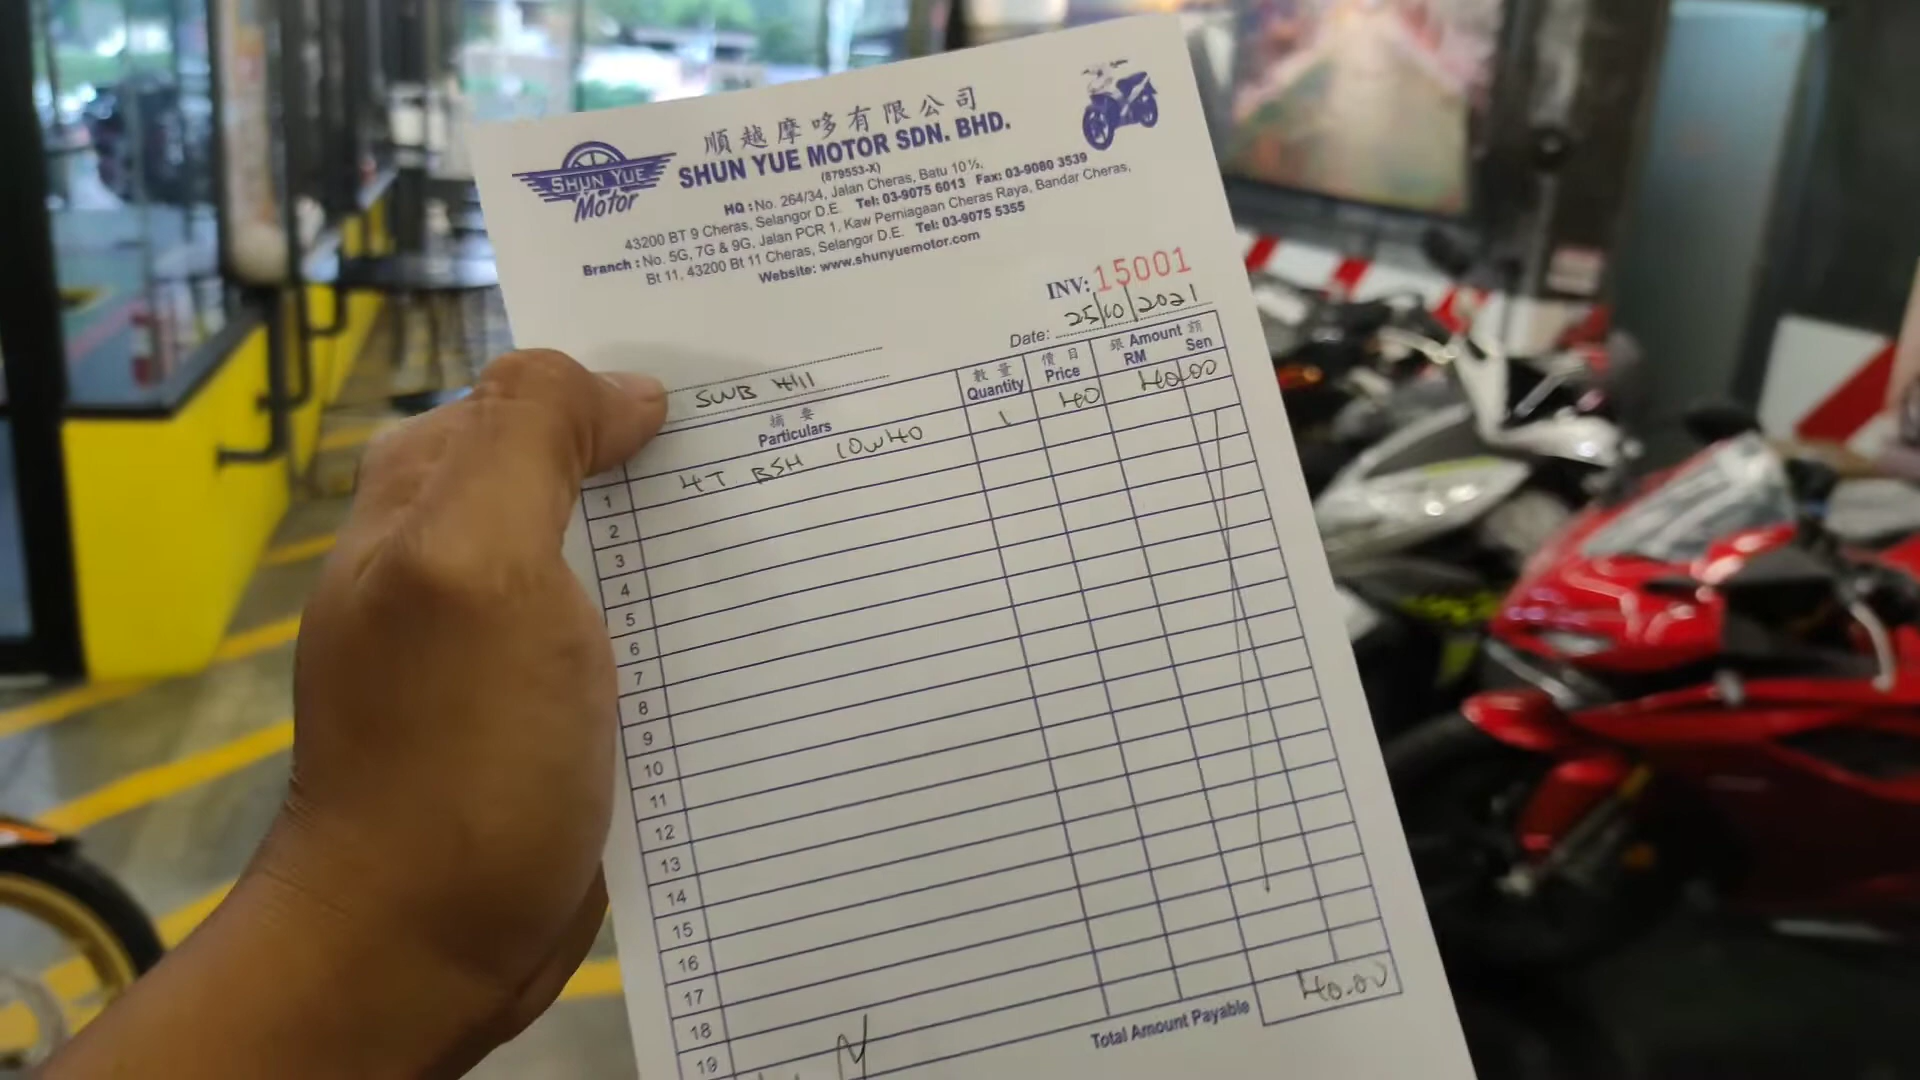 順越摩哆有限公司
SHUN YUE MOTOR SDN. BHD.
(879553-X)
SHUN YUE
Motor
HQ : No. 264/34, Jalan Cheras, Batu 10½,
43200 BT 9 Cheras, Selangor D.E. Tel: 03-9075 6013 Fax: 03-9080 3539
Branch : No. 5G, 7G & 9G, Jalan PCR 1, Kaw Perniagaan Cheras Raya, Bandar Cheras,
Bt 11, 43200 Bt 11 Cheras, Selangor D.E. Tel: 03-9075 5355
Website: www.shunyuemotor.com
INV: 15001
Date: 25/10/2021
SWB 4111
摘要 數量 價目 銀 Amount 額
Particulars Quantity Price RM Sen
1 4T BSH 10W40 1 40 40.00
2
3
4
5
6
7
8
9
10
11
12
13
14
15
16
17
18
19
Total Amount Payable 40.00